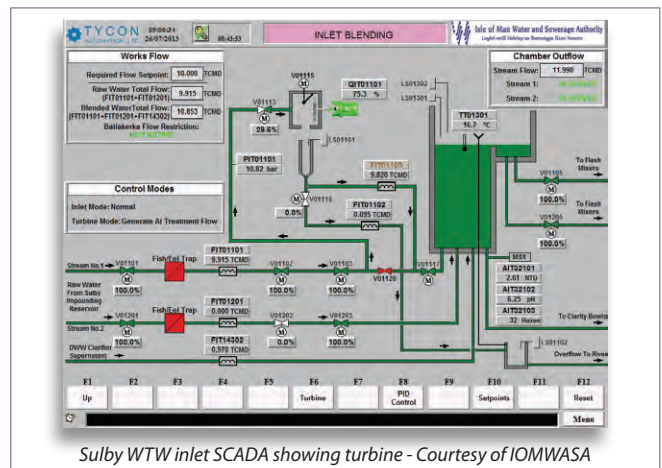 TYCON
AUTOMATION LTD.
09:06:34
26/07/2013
08:43:53
INLET BLENDING
Isle of Man Water and Sewerage Authority
Works Flow
Required Flow Setpoint: 10.000 TCMD
Raw Water Total Flow:
(FIT01101+FIT01201) 9.915 TCMD
Blended WaterTotal Flow:
(FIT01101+FIT01201+FIT14302) 10.853 TCMD
Ballakerka Flow Restriction:
NOT ACTIVE
Control Modes
Inlet Mode: Normal
Turbine Mode: Generate At Treatment Flow
Chamber Outflow
Stream Flow: 11.990 TCMD
Stream 1:
Stream 2:
V01115
M
QIT01101
75.3 %
V01113
M
29.6%
LS01202
LS01301
LS01101
TT01301
16.7 °C
PIT01101
10.02 bar
FIT01103
9.820 TCMD
V01116
M
0.0%
FIT01102
0.095 TCMD
To Flash
Mixers
V01105
M
100.0%
To Flash
Mixers
V01205
M
100.0%
Stream No.1
V01101
M
100.0%
Fish/Eel Trap
FIT01101
9.915 TCMD
V01102
M
100.0%
V01103
M
100.0%
V01120
V01117
M
Raw Water
From Sulby
Impounding
Reservoir
Stream No.2
V01201
M
100.0%
Fish/Eel Trap
FIT01201
0.000 TCMD
V01202
M
0.0%
V01203
M
100.0%
DWW Clarifier
Supernatant
FIT14302
0.970 TCMD
MS1
AIT32101
2.61 NTU
AIT32102
6.25 pH
AIT32103
32 Hazen
To Clarity Bowls
LS01102
Overflow To River
F1 F2 F3 F4 F5 F6 F7 F8 F9 F10 F11 F12
Up Turbine PID Control Setpoints Reset
Menu
Sulby WTW inlet SCADA showing turbine - Courtesy of IOMWASA